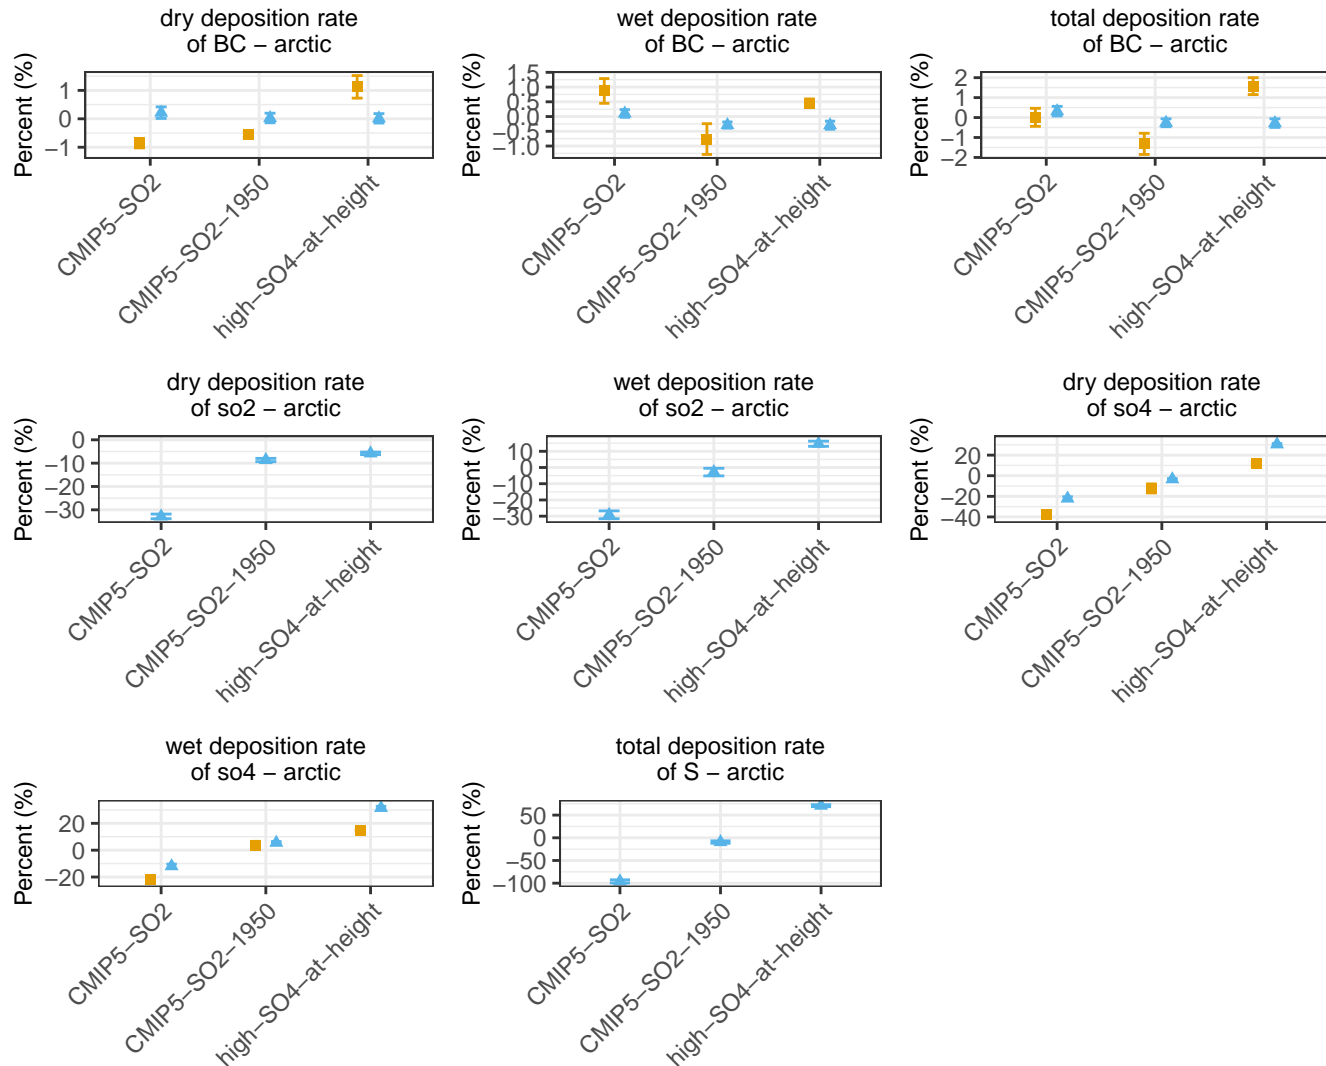 dry deposition rate
of BC − arctic
Percent (%)
1
0
−1
CMIP5−SO2
CMIP5−SO2−1950
high−SO4−at−height
wet deposition rate
of BC − arctic
Percent (%)
1.5
1.0
0.5
0.0
−0.5
−1.0
CMIP5−SO2
CMIP5−SO2−1950
high−SO4−at−height
total deposition rate
of BC − arctic
Percent (%)
2
1
0
−1
−2
CMIP5−SO2
CMIP5−SO2−1950
high−SO4−at−height
dry deposition rate
of so2 − arctic
Percent (%)
0
−10
−20
−30
CMIP5−SO2
CMIP5−SO2−1950
high−SO4−at−height
wet deposition rate
of so2 − arctic
Percent (%)
10
0
−10
−20
−30
CMIP5−SO2
CMIP5−SO2−1950
high−SO4−at−height
dry deposition rate
of so4 − arctic
Percent (%)
20
0
−20
−40
CMIP5−SO2
CMIP5−SO2−1950
high−SO4−at−height
wet deposition rate
of so4 − arctic
Percent (%)
20
0
−20
CMIP5−SO2
CMIP5−SO2−1950
high−SO4−at−height
total deposition rate
of S − arctic
Percent (%)
50
0
−50
−100
CMIP5−SO2
CMIP5−SO2−1950
high−SO4−at−height